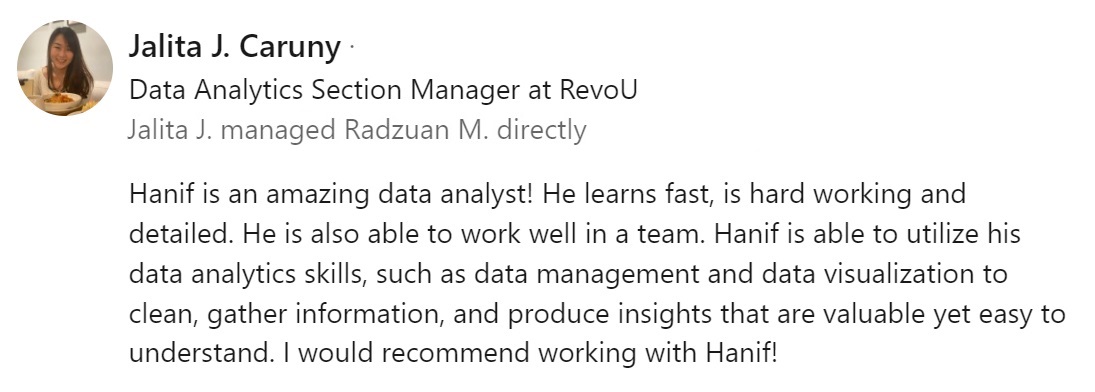 Jalita J. Caruny ·
Data Analytics Section Manager at RevoU
Jalita J. managed Radzuan M. directly
Hanif is an amazing data analyst! He learns fast, is hard working and
detailed. He is also able to work well in a team. Hanif is able to utilize his
data analytics skills, such as data management and data visualization to
clean, gather information, and produce insights that are valuable yet easy to
understand. I would recommend working with Hanif!